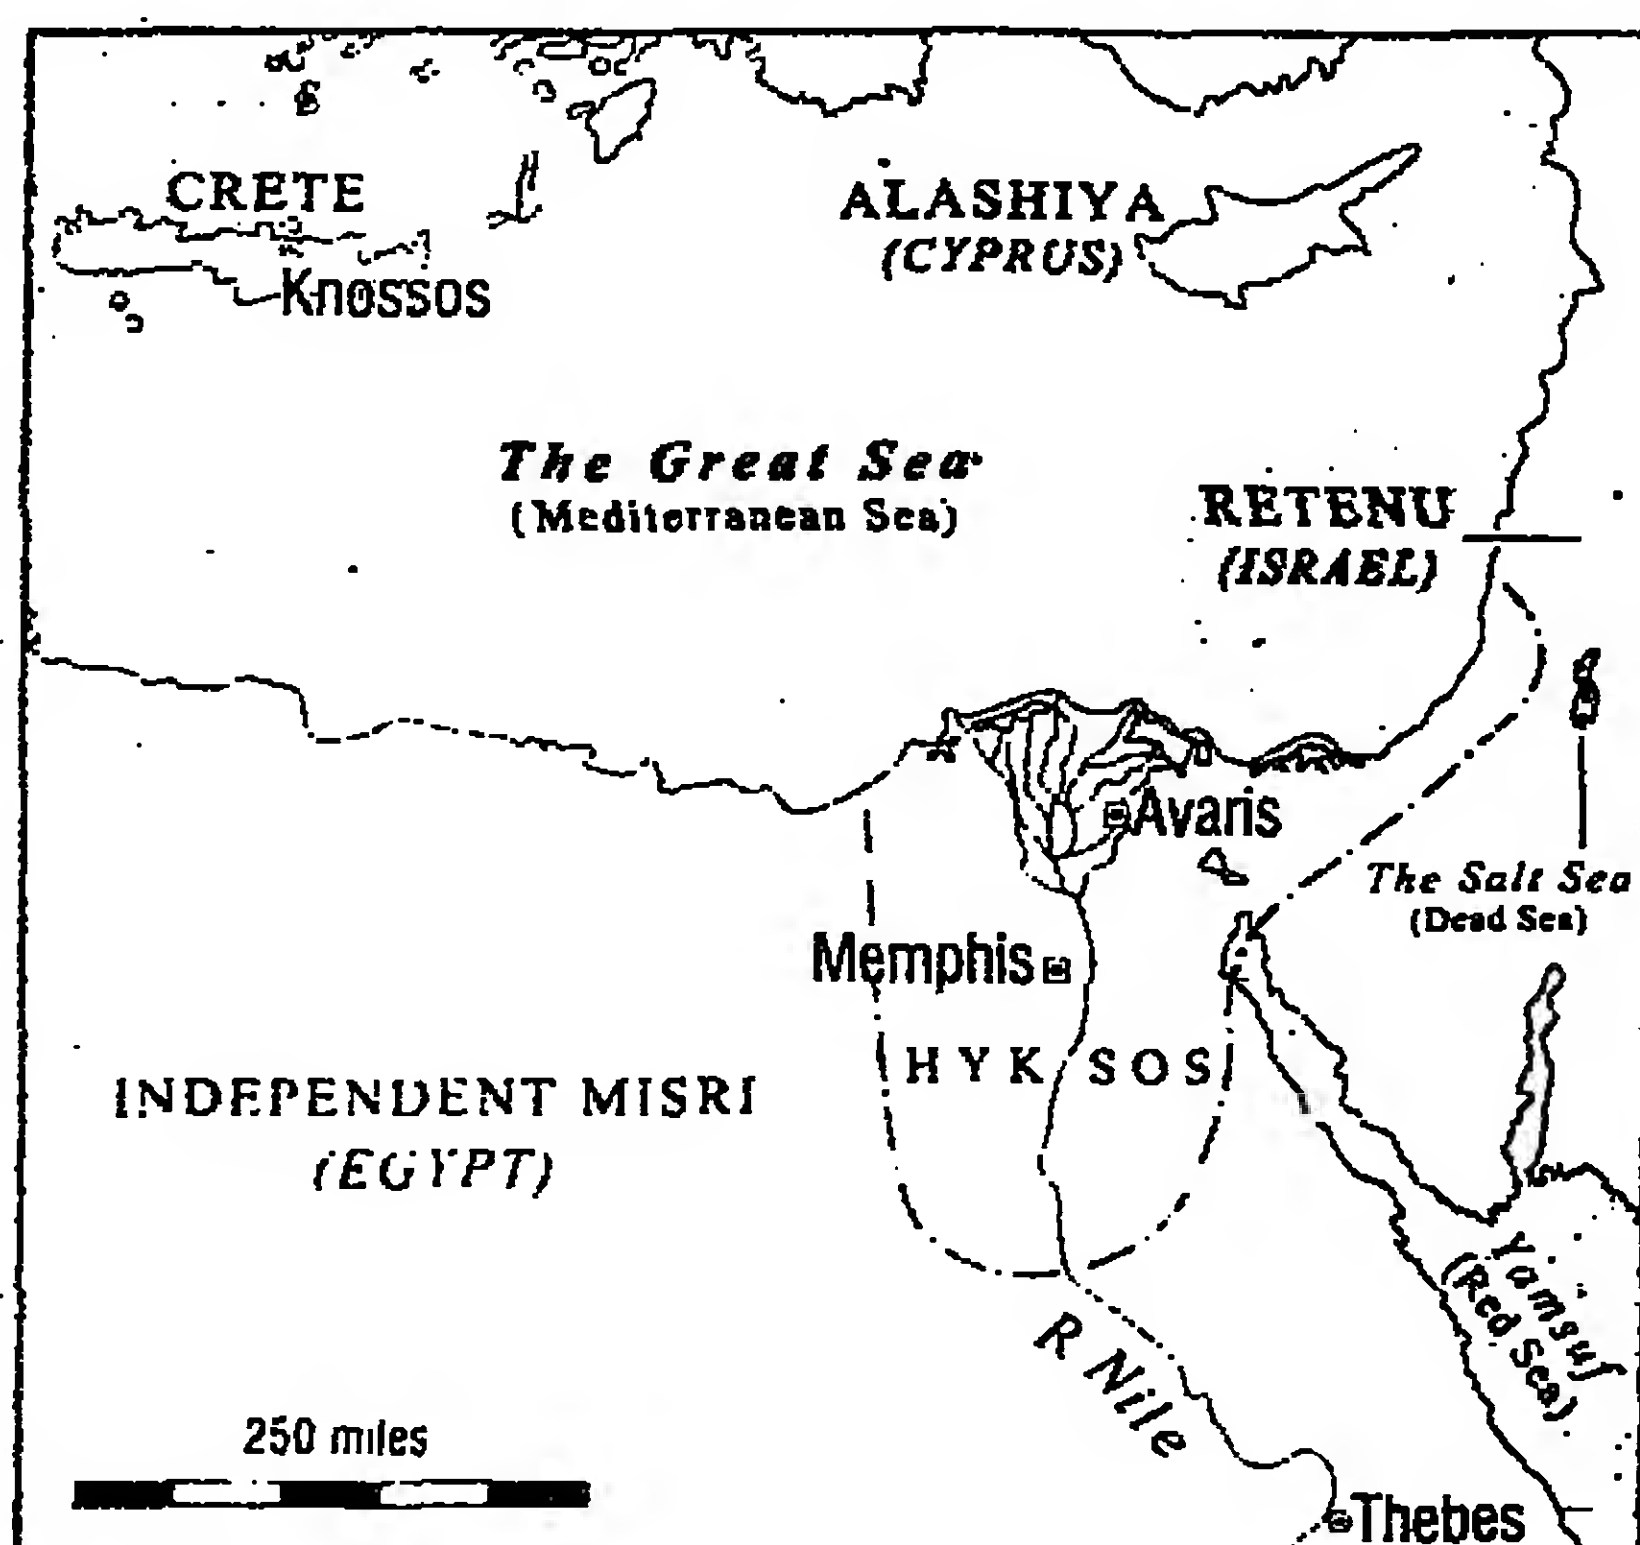 CRETE
Knossos
ALASHIYA
(CYPRUS)
The Great Sea
(Mediterranean Sea)
RETENU
(ISRAEL)
Avaris
The Salt Sea
(Dead Sea)
Memphis
HYKSOS
INDEPENDENT MISRI
(EGYPT)
Yamsuf
(Red Sea)
R Nile
250 miles
Thebes